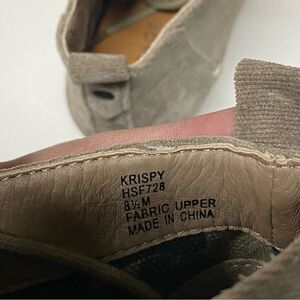 KRISPY
HSF728
8½M
FABRIC UPPER
MADE IN CHINA